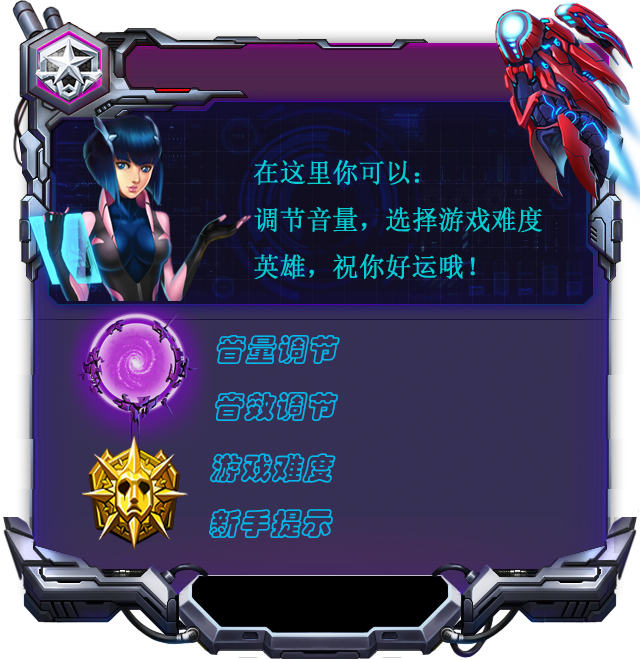 在这里你可以：
调节音量，选择游戏难度
英雄，祝你好运哦！
音量调节
音效调节
游戏难度
新手提示